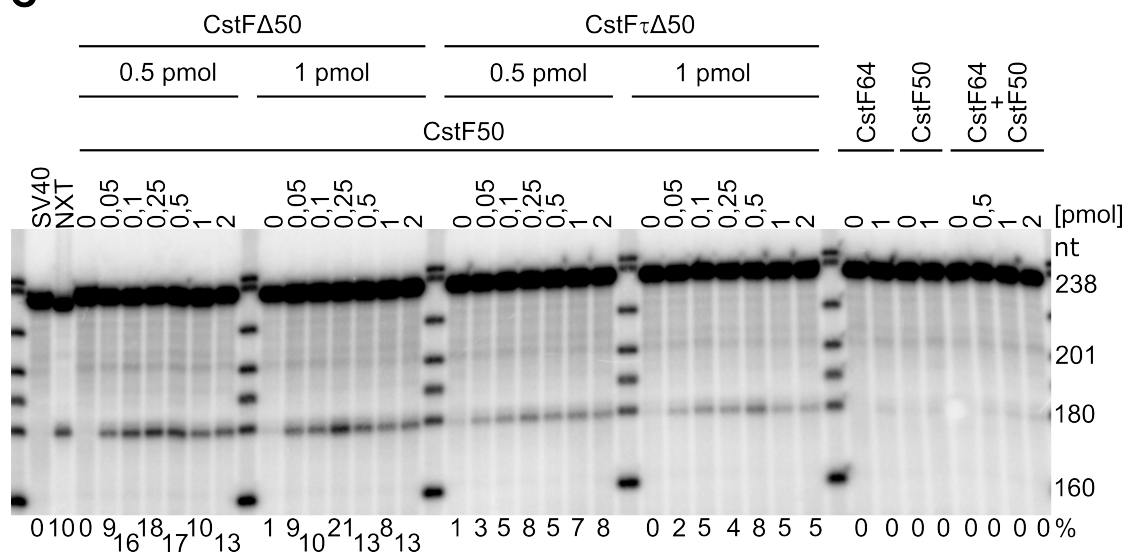 CstFΔ50 CstFτΔ50
0.5 pmol 1 pmol 0.5 pmol 1 pmol
CstF64 CstF50 CstF64 + CstF50
CstF50
SV40 NXT 0 0,05 0,1 0,25 0,5 1 2 0 0,05 0,1 0,25 0,5 1 2 0 0,05 0,1 0,25 0,5 1 2 0 0,05 0,1 0,25 0,5 1 2 0 1 0 1 0 0,5 1 2 [pmol]
nt
238
201
180
160
0 10 0 9 16 18 17 10 13 1 9 10 21 13 8 13 1 3 5 8 5 7 8 0 2 5 4 8 5 5 0 0 0 0 0 0 0 0 %